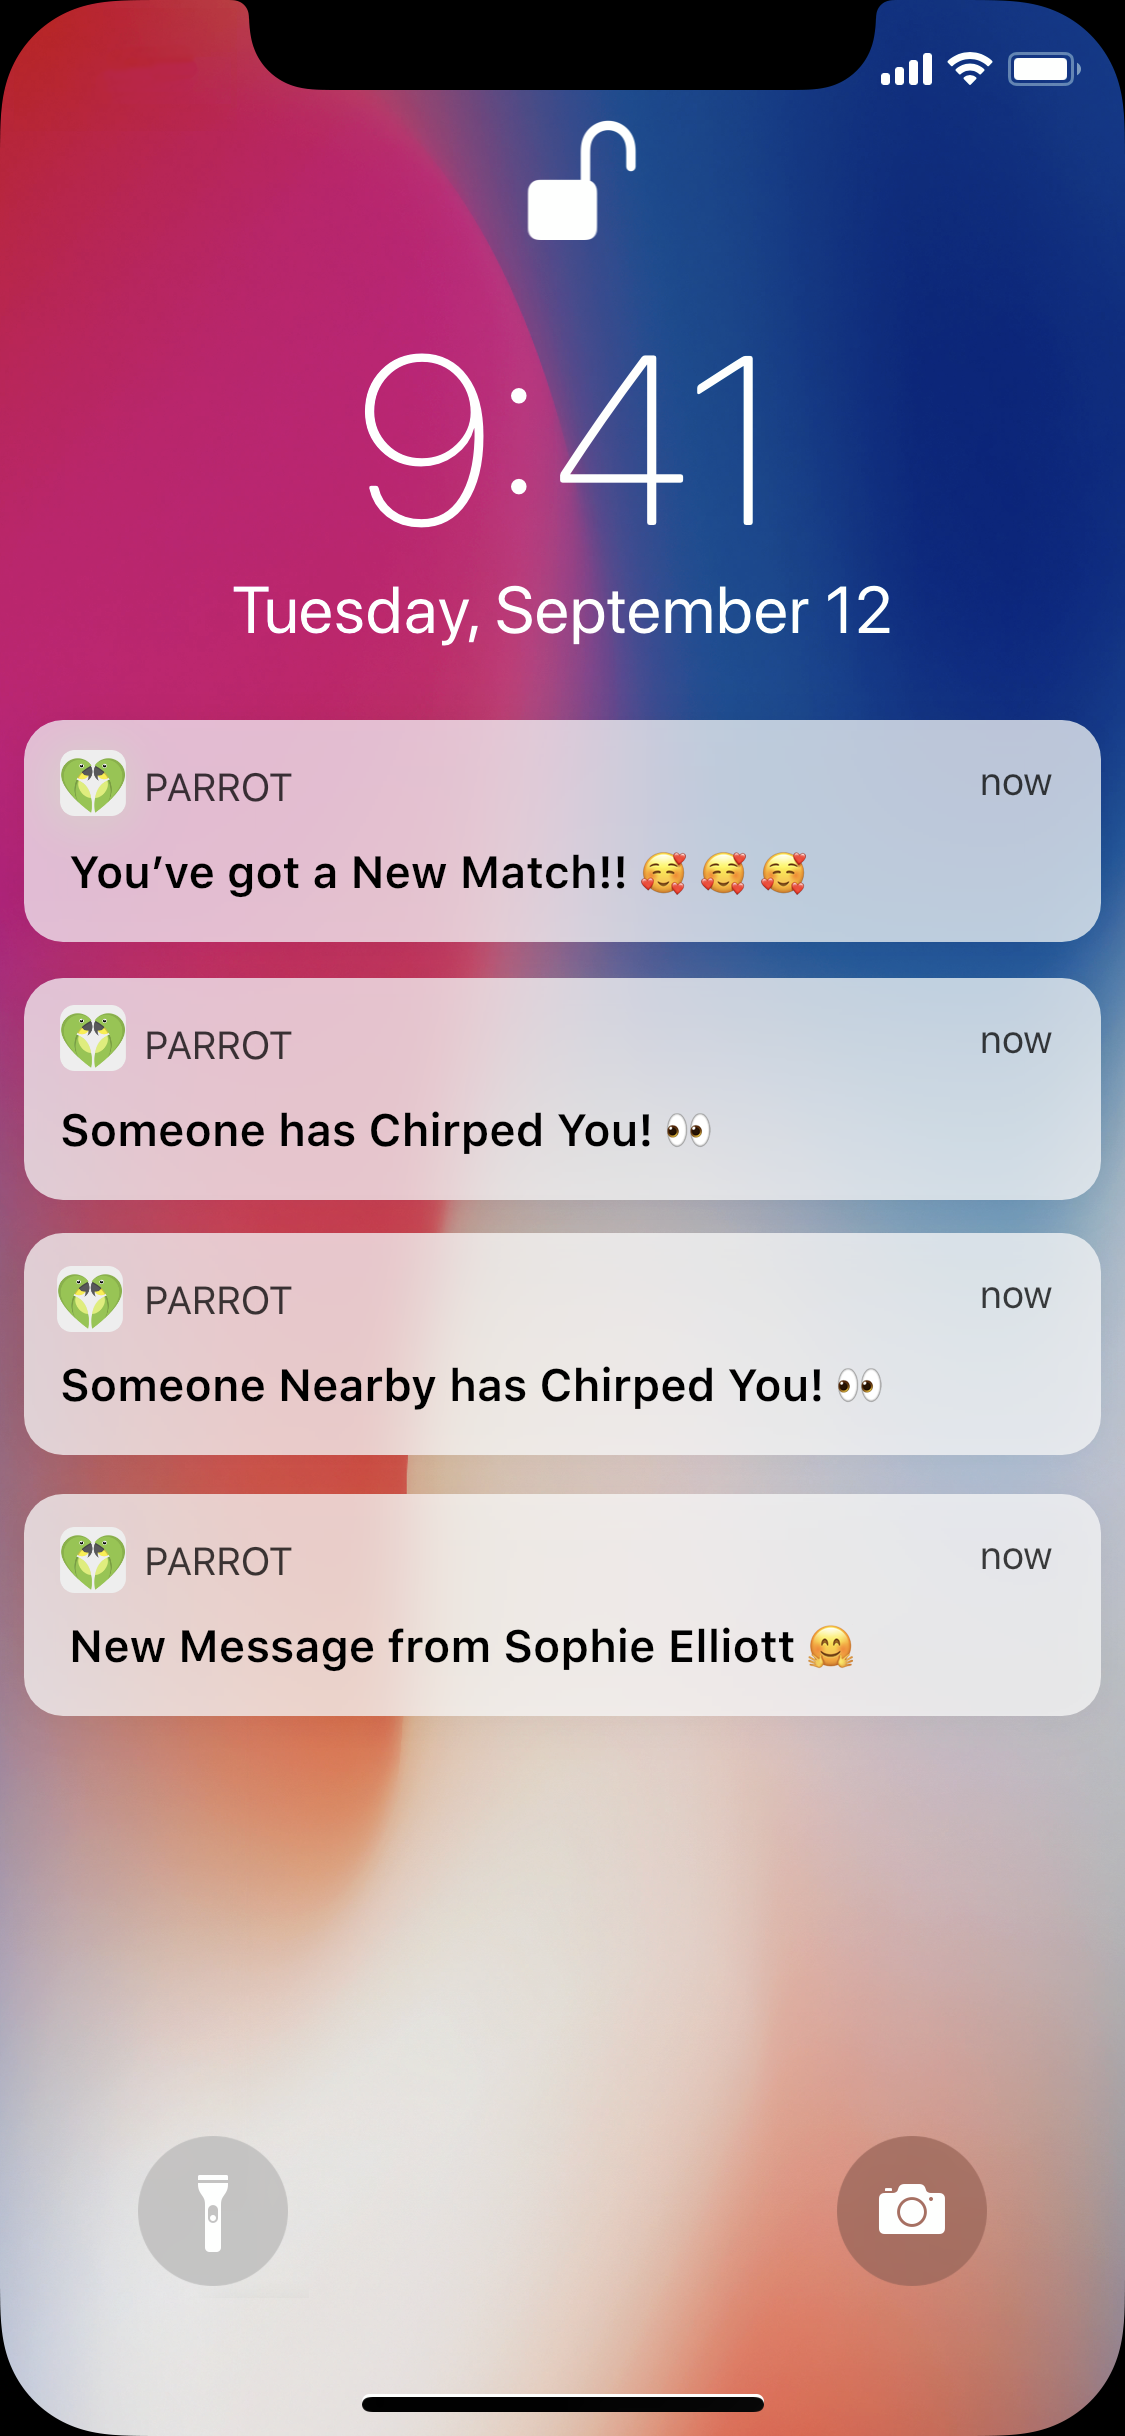 9:41
Tuesday, September 12
PARROT now
You’ve got a New Match!! 🥰 🥰 🥰
PARROT now
Someone has Chirped You! 👀
PARROT now
Someone Nearby has Chirped You! 👀
PARROT now
New Message from Sophie Elliott 🤗